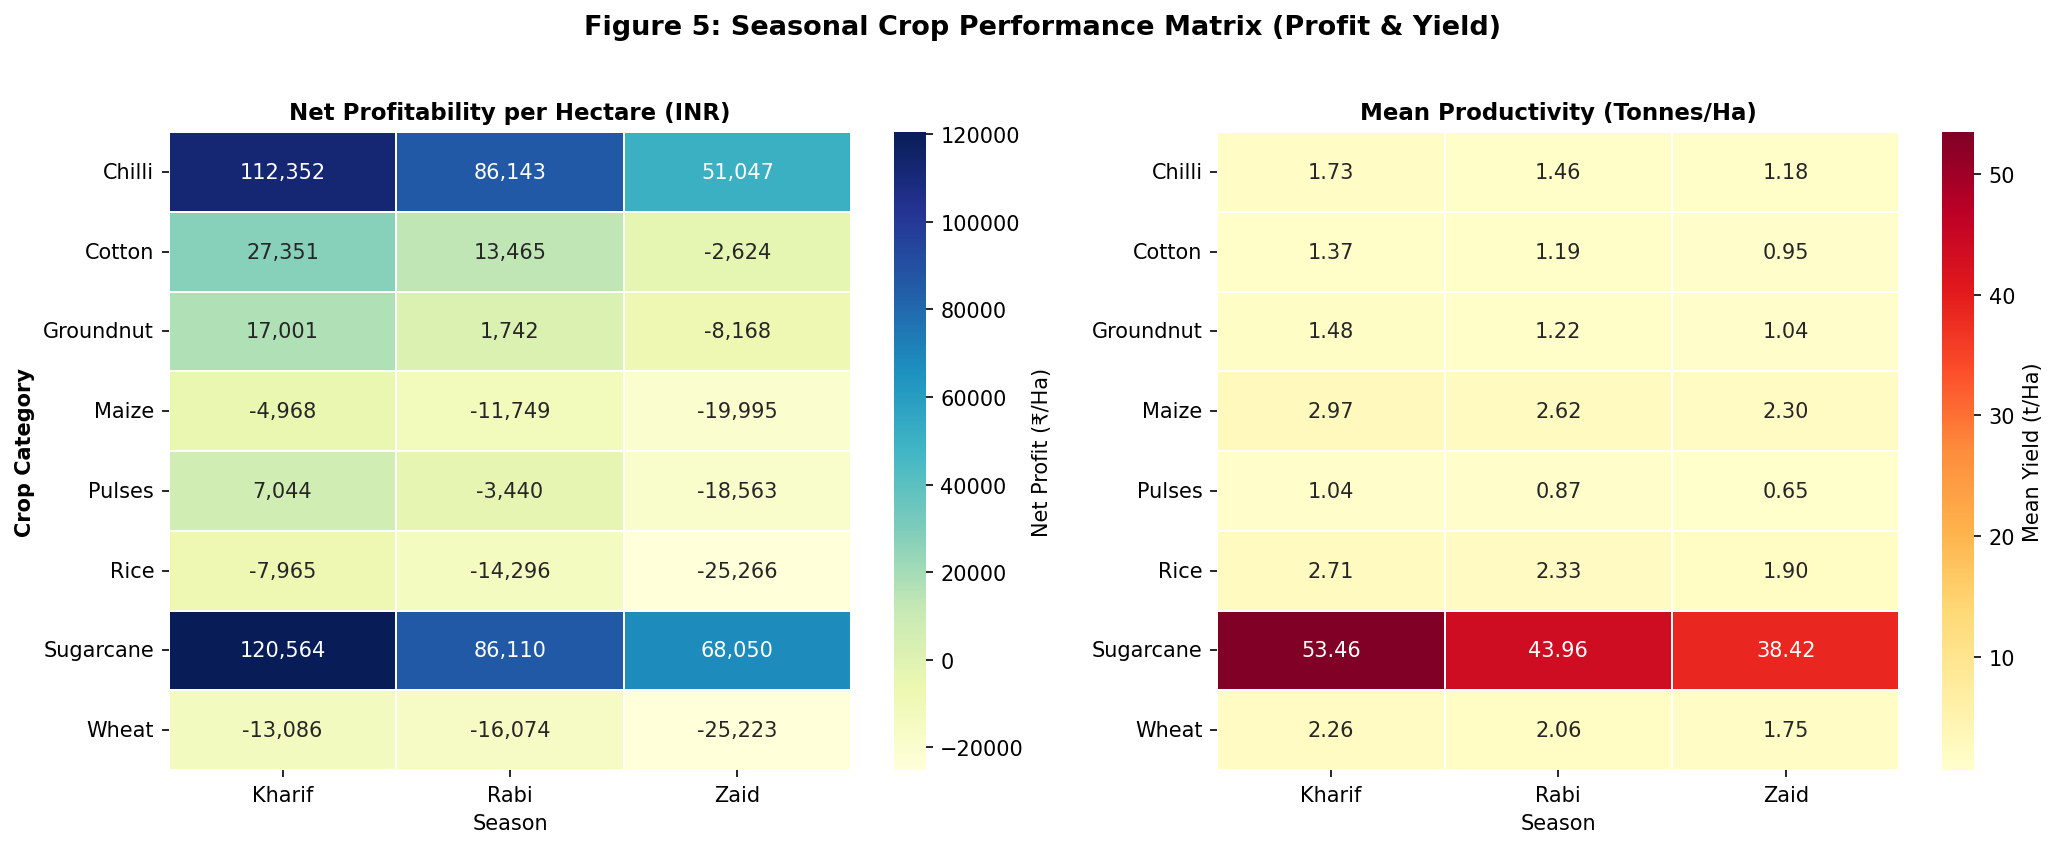 Figure 5: Seasonal Crop Performance Matrix (Profit & Yield)
Net Profitability per Hectare (INR)
Crop Category
Chilli 112,352 86,143 51,047
Cotton 27,351 13,465 -2,624
Groundnut 17,001 1,742 -8,168
Maize -4,968 -11,749 -19,995
Pulses 7,044 -3,440 -18,563
Rice -7,965 -14,296 -25,266
Sugarcane 120,564 86,110 68,050
Wheat -13,086 -16,074 -25,223
Kharif Rabi Zaid
Season
120000
100000
80000
60000
40000
20000
0
−20000
Net Profit (₹/Ha)
Mean Productivity (Tonnes/Ha)
Chilli 1.73 1.46 1.18
Cotton 1.37 1.19 0.95
Groundnut 1.48 1.22 1.04
Maize 2.97 2.62 2.30
Pulses 1.04 0.87 0.65
Rice 2.71 2.33 1.90
Sugarcane 53.46 43.96 38.42
Wheat 2.26 2.06 1.75
Kharif Rabi Zaid
Season
50
40
30
20
10
Mean Yield (t/Ha)